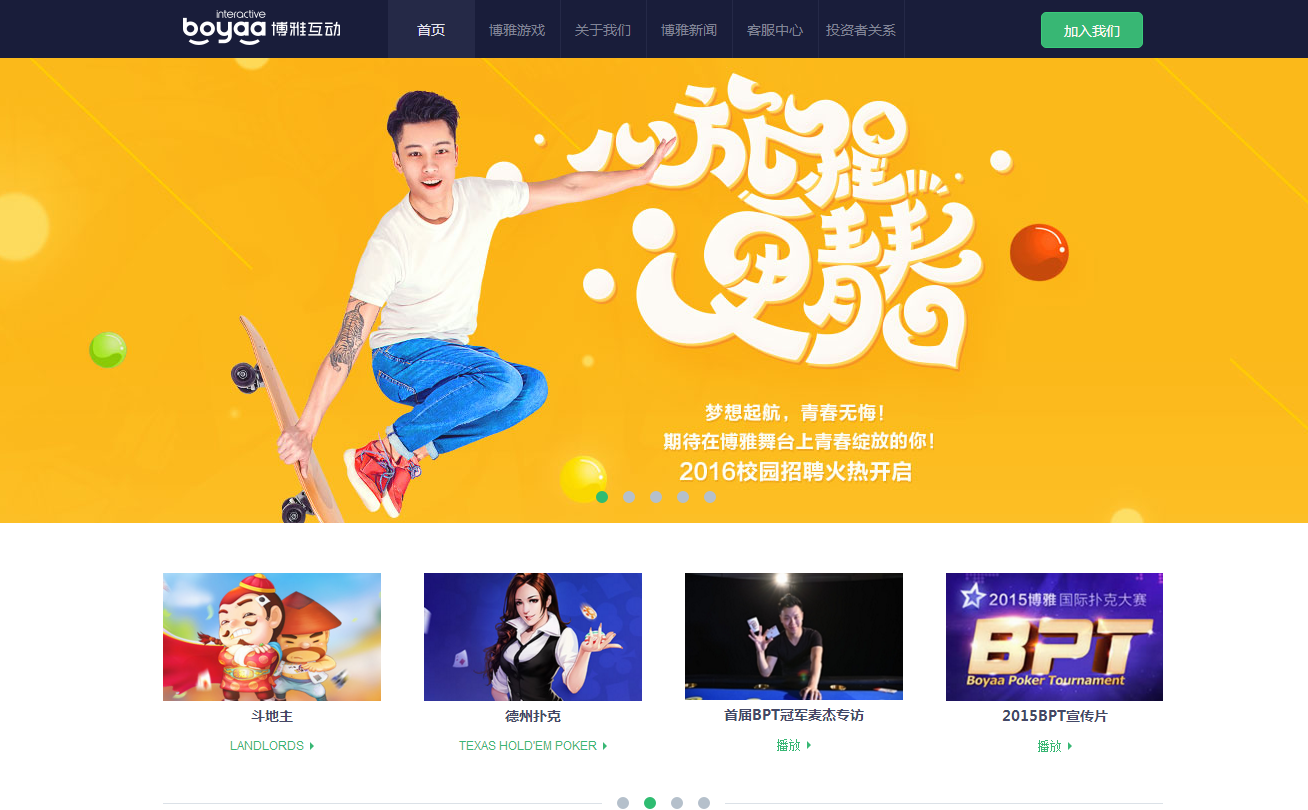 interactive
boyaa 博雅互动
首页
博雅游戏
关于我们
博雅新闻
客服中心
投资者关系
加入我们
心旅程
更青春
梦想起航，青春无悔！
期待在博雅舞台上青春绽放的你！
2016校园招聘火热开启
2015博雅国际扑克大赛
BPT
Boyaa Poker Tournament
斗地主
德州扑克
首届BPT冠军麦杰专访
2015BPT宣传片
LANDLORDS
TEXAS HOLD'EM POKER
播放
播放